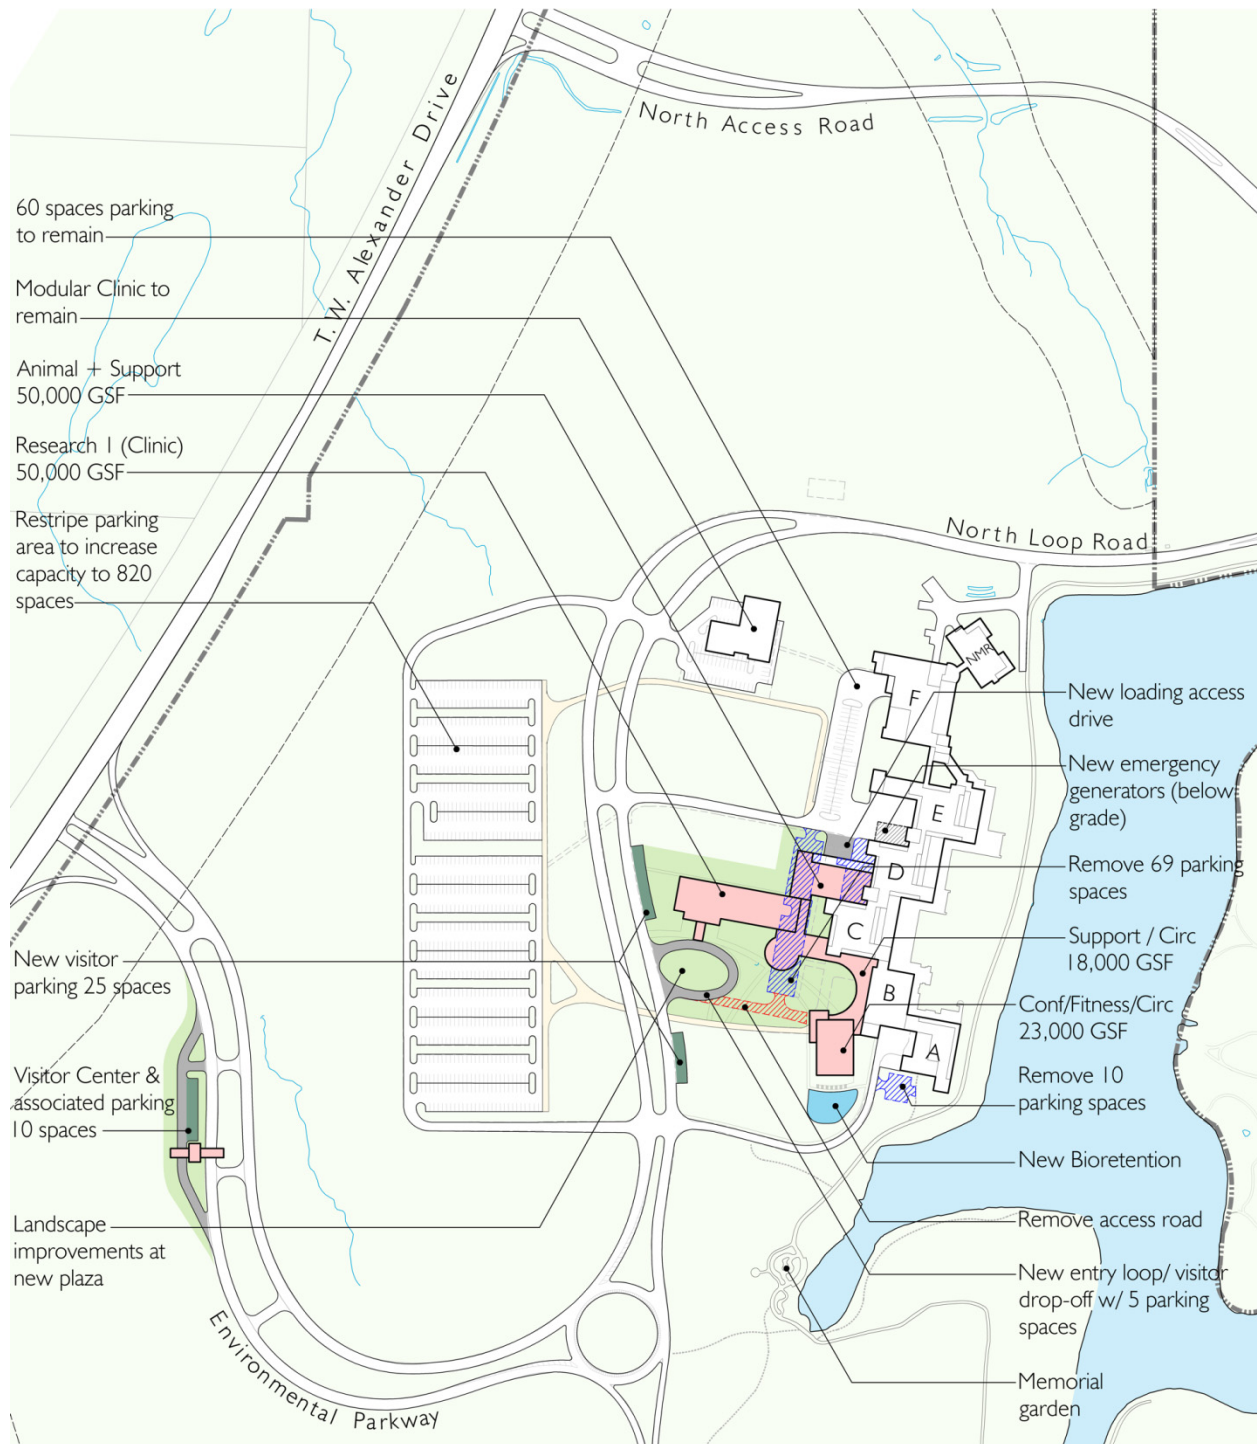 North Access Road
T. W. Alexander Drive
60 spaces parking
to remain
Modular Clinic to
remain
Animal + Support
50,000 GSF
Research 1 (Clinic)
50,000 GSF
Restripe parking
area to increase
capacity to 820
spaces
North Loop Road
NMR
F
E
D
C
B
A
New loading access
drive
New emergency
generators (below
grade)
Remove 69 parking
spaces
Support / Circ
18,000 GSF
Conf/Fitness/Circ
23,000 GSF
Remove 10
parking spaces
New Bioretention
Remove access road
New entry loop/ visitor
drop-off w/ 5 parking
spaces
Memorial
garden
New visitor
parking 25 spaces
Visitor Center &
associated parking
10 spaces
Landscape
improvements at
new plaza
Environmental Parkway